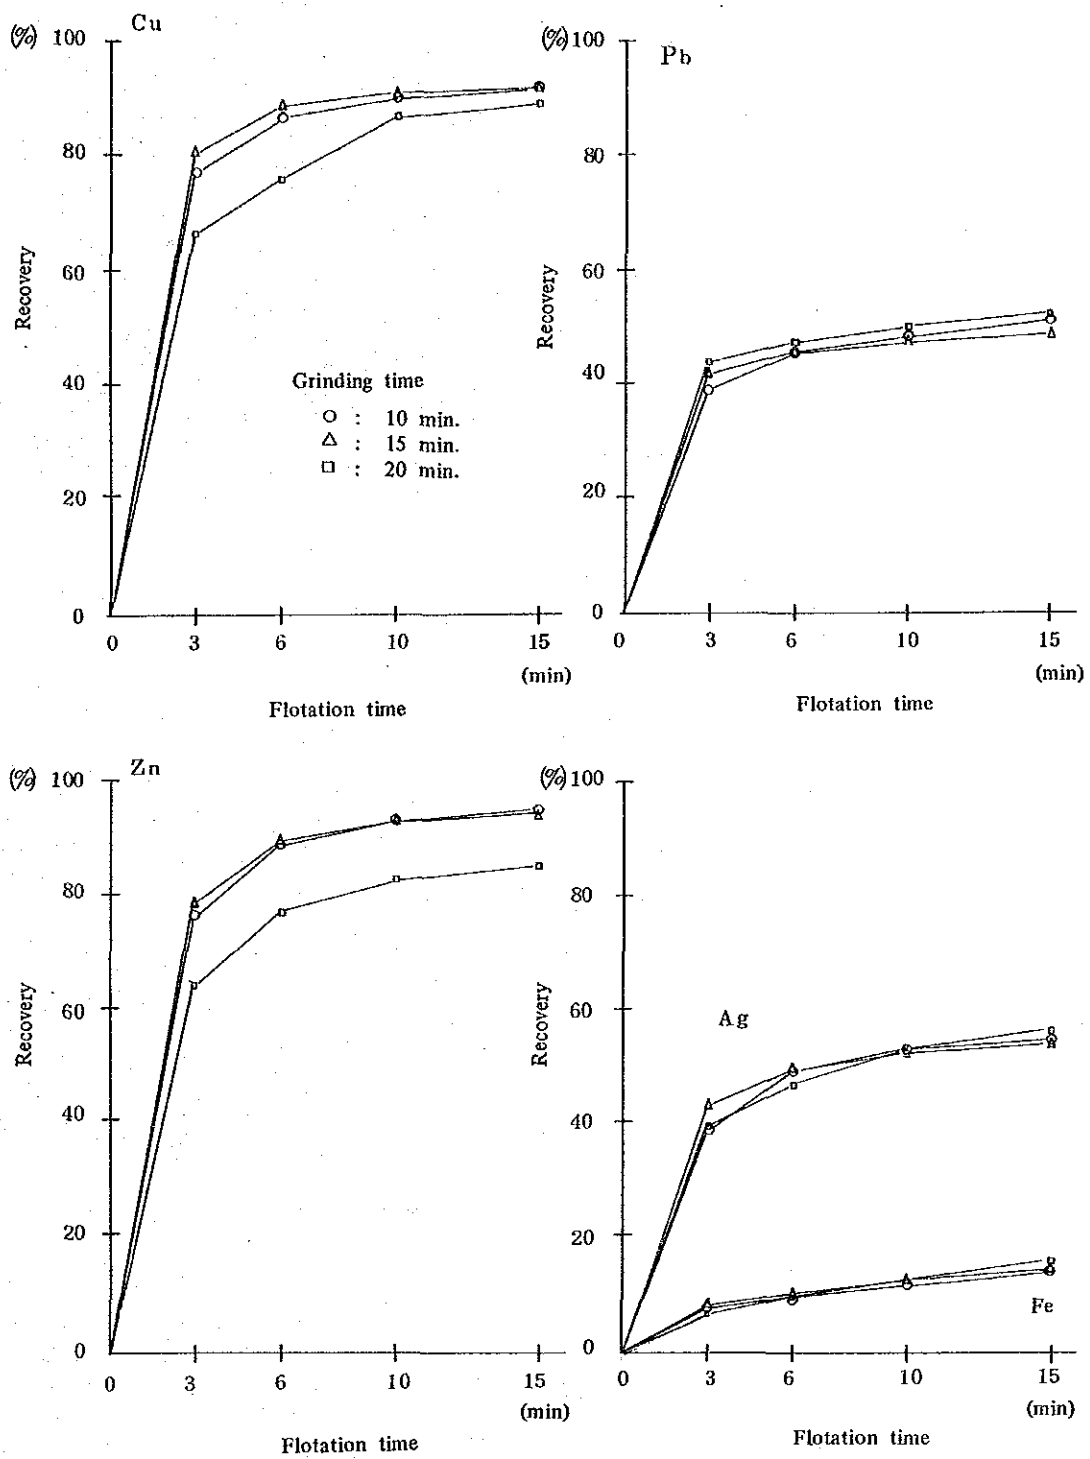 Cu
(%) 100
80
60
40
20
0
Recovery
Grinding time
○ : 10 min.
△ : 15 min.
□ : 20 min.
0 3 6 10 15
(min)
Flotation time
Pb
(%) 100
80
60
40
20
0
Recovery
0 3 6 10 15
(min)
Flotation time
Zn
(%) 100
80
60
40
20
0
Recovery
0 3 6 10 15
(min)
Flotation time
(%) 100
80
60
40
20
0
Recovery
Ag
Fe
0 3 6 10 15
(min)
Flotation time